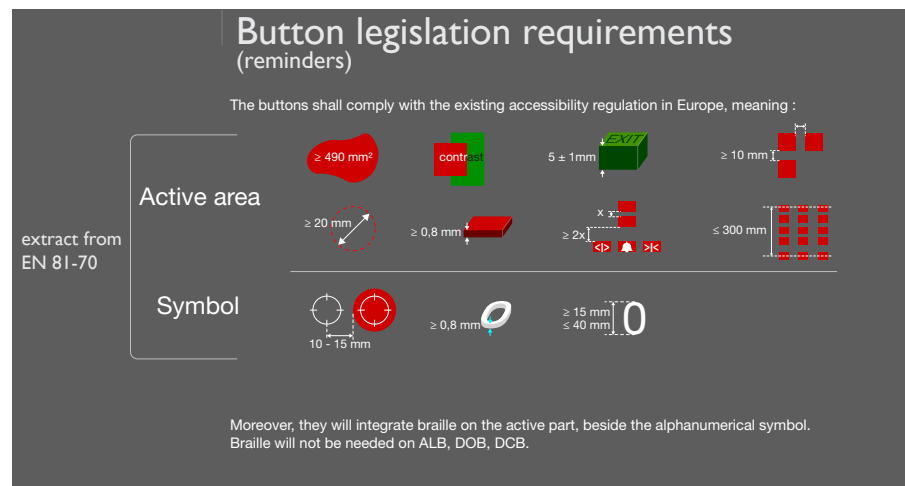 Button legislation requirements
(reminders)
The buttons shall comply with the existing accessibility regulation in Europe, meaning :
extract from
EN 81-70
Active area
≥ 490 mm²
contrast
5 ± 1mm
EXIT
≥ 10 mm
≥ 20 mm
≥ 0,8 mm
x
≥ 2x
<|>
>|<
≤ 300 mm
Symbol
10 - 15 mm
≥ 0,8 mm
0
≥ 15 mm
≤ 40 mm
0
Moreover, they will integrate braille on the active part, beside the alphanumerical symbol.
Braille will not be needed on ALB, DOB, DCB.